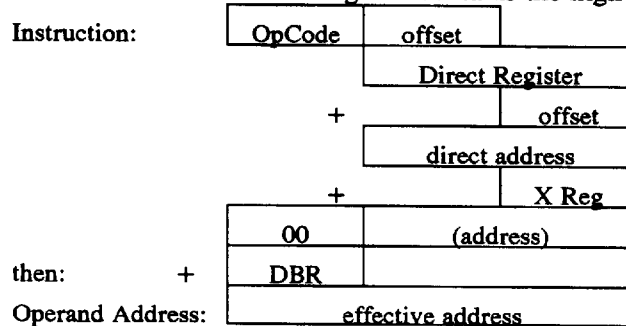 Instruction: OpCode offset
Direct Register
+ offset
direct address
+ X Reg
00 (address)
then: + DBR
Operand Address: effective address